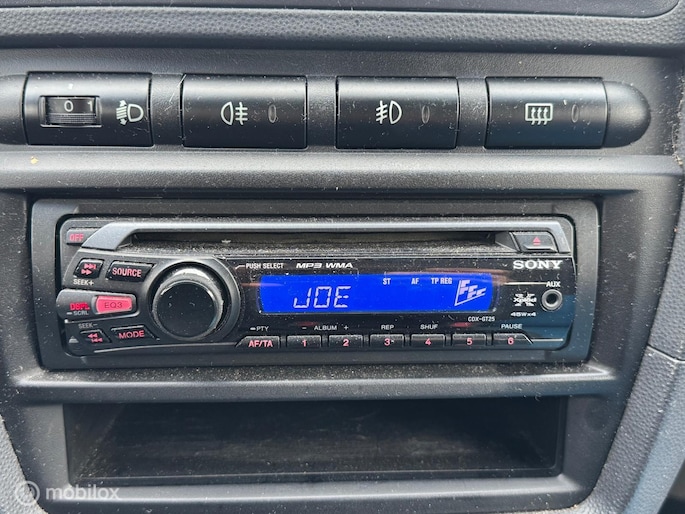 0 1
OFF
PUSH SELECT MP3 WMA
SONY
ST AF TP REG
AUX
SOURCE
SEEK+
JOE
Xplod
DSPL EQ3
SCRL
45W×4
CDX-GT25
SEEK-
MODE
- PTY - ALBUM + REP SHUF PAUSE
AF/TA 1 2 3 4 5 6
mobilox